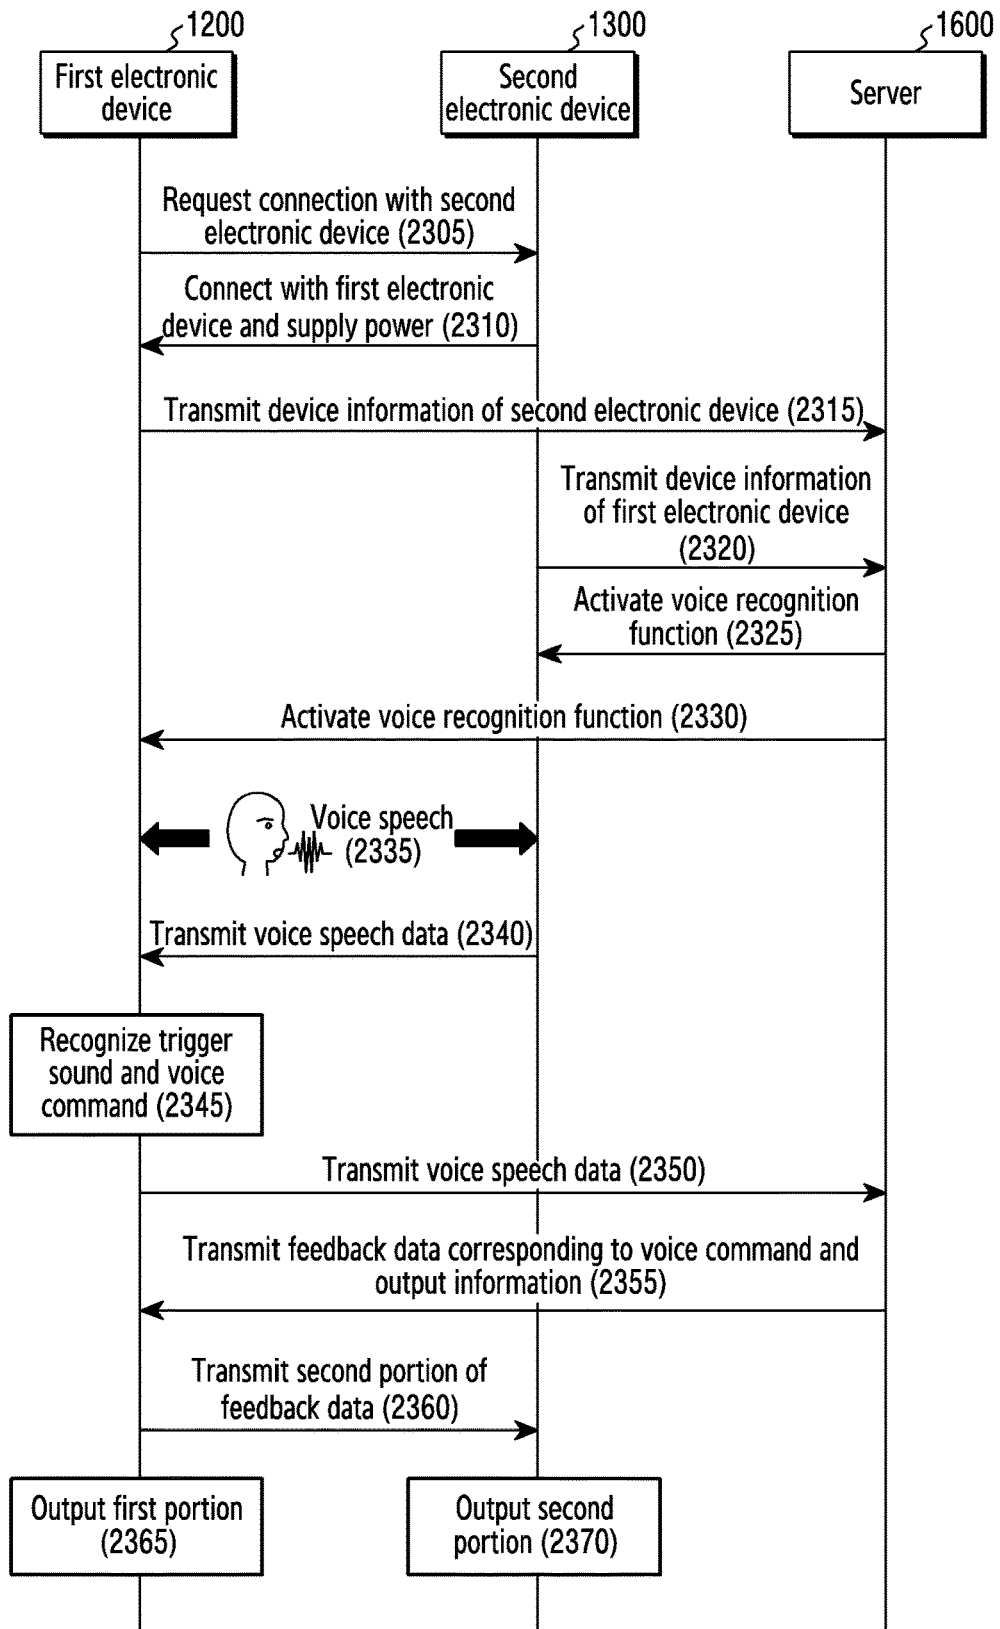 1200
1300
1600
First electronic
device
Second
electronic device
Server
Request connection with second
electronic device (2305)
Connect with first electronic
device and supply power (2310)
Transmit device information of second electronic device (2315)
Transmit device information
of first electronic device
(2320)
Activate voice recognition
function (2325)
Activate voice recognition function (2330)
Voice speech
(2335)
Transmit voice speech data (2340)
Recognize trigger
sound and voice
command (2345)
Transmit voice speech data (2350)
Transmit feedback data corresponding to voice command and
output information (2355)
Transmit second portion of
feedback data (2360)
Output first portion
(2365)
Output second
portion (2370)